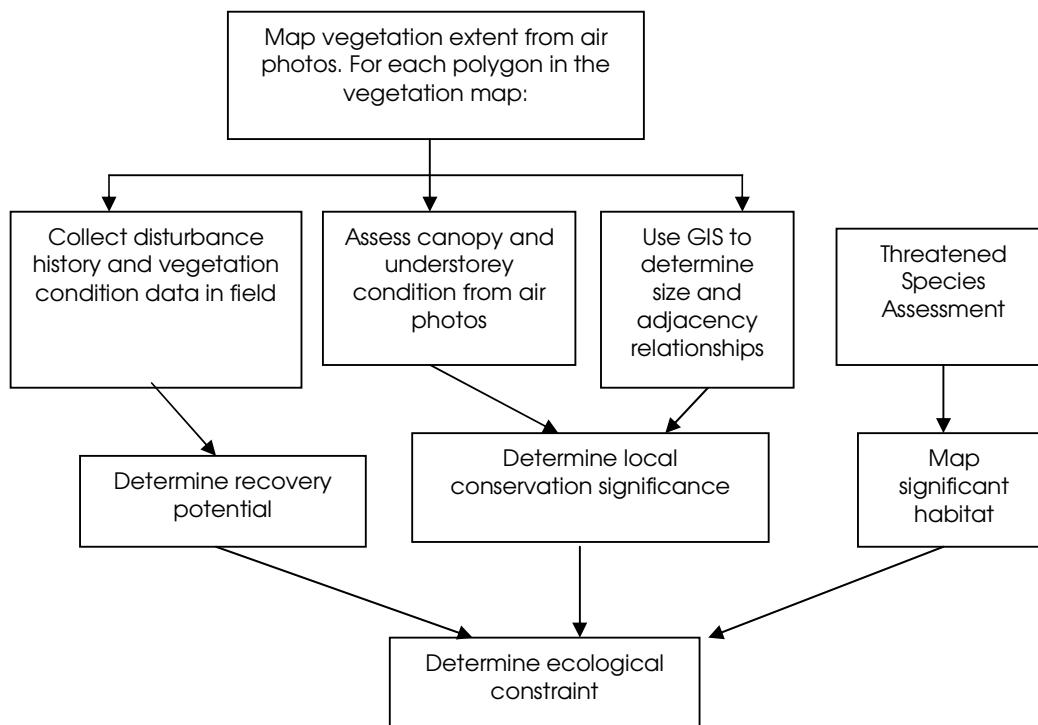 Map vegetation extent from air
photos. For each polygon in the
vegetation map:
Collect disturbance
history and vegetation
condition data in field
Assess canopy and
understorey
condition from air
photos
Use GIS to
determine
size and
adjacency
relationships
Threatened
Species
Assessment
Determine recovery
potential
Determine local
conservation significance
Map
significant
habitat
Determine ecological
constraint